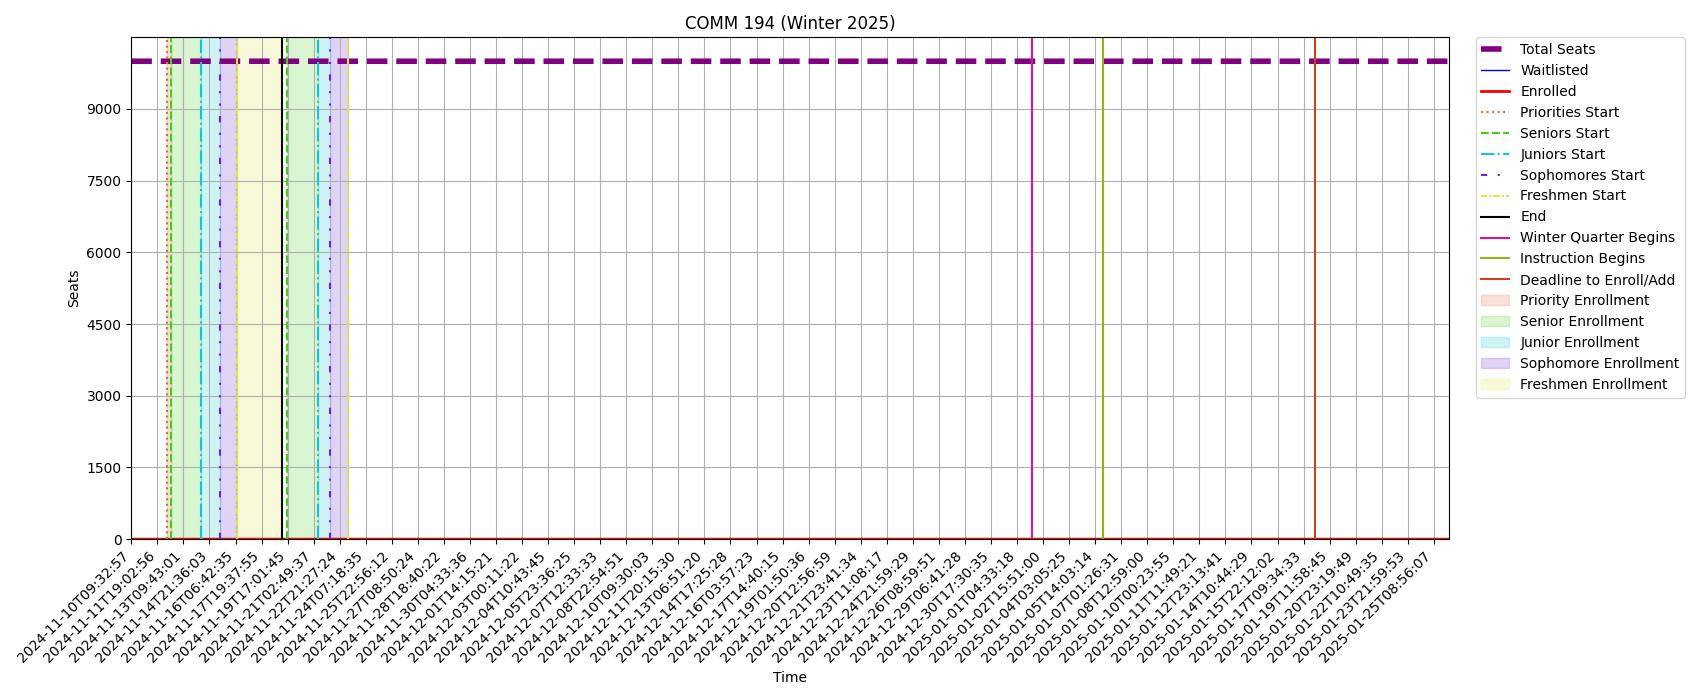 COMM 194 (Winter 2025)
Seats
9000
7500
6000
4500
3000
1500
0
2024-11-10T09:32:57
2024-11-11T19:02:56
2024-11-13T09:43:01
2024-11-14T21:36:03
2024-11-16T06:42:35
2024-11-17T19:37:55
2024-11-19T17:01:45
2024-11-21T02:49:37
2024-11-22T21:27:24
2024-11-24T07:18:35
2024-11-25T22:56:12
2024-11-27T08:50:24
2024-11-28T18:40:22
2024-11-30T04:33:36
2024-12-01T14:15:21
2024-12-03T00:11:22
2024-12-04T10:43:45
2024-12-05T23:36:25
2024-12-07T12:33:33
2024-12-08T22:54:51
2024-12-10T09:30:03
2024-12-11T20:15:30
2024-12-13T06:51:20
2024-12-14T17:25:28
2024-12-16T03:57:23
2024-12-17T14:40:15
2024-12-19T01:50:36
2024-12-20T12:56:59
2024-12-21T23:41:34
2024-12-23T11:08:17
2024-12-24T21:59:29
2024-12-26T08:59:51
2024-12-29T06:41:28
2024-12-30T17:30:35
2025-01-01T04:33:18
2025-01-02T15:51:00
2025-01-04T03:05:25
2025-01-05T14:03:14
2025-01-07T01:26:31
2025-01-08T12:59:00
2025-01-10T00:23:55
2025-01-11T11:49:21
2025-01-12T23:13:41
2025-01-14T10:44:29
2025-01-15T22:12:02
2025-01-17T09:34:33
2025-01-19T11:58:45
2025-01-20T23:19:49
2025-01-22T10:49:35
2025-01-23T21:59:53
2025-01-25T08:56:07
Time
Total Seats
Waitlisted
Enrolled
Priorities Start
Seniors Start
Juniors Start
Sophomores Start
Freshmen Start
End
Winter Quarter Begins
Instruction Begins
Deadline to Enroll/Add
Priority Enrollment
Senior Enrollment
Junior Enrollment
Sophomore Enrollment
Freshmen Enrollment